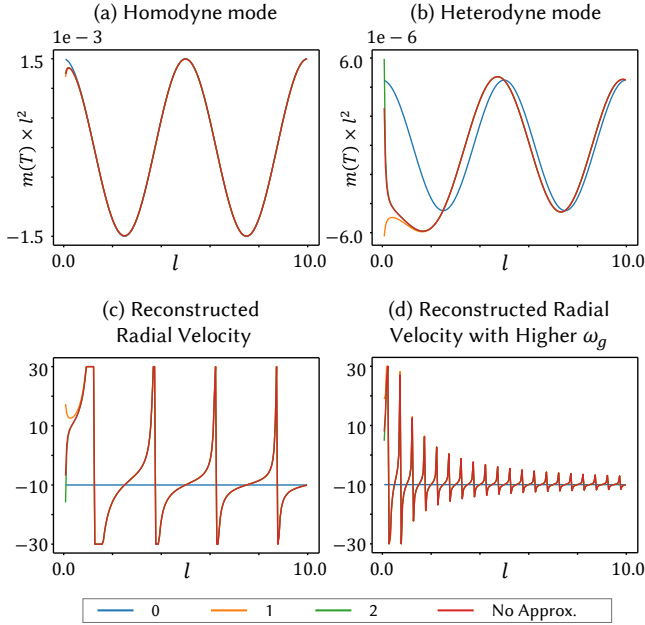 (a) Homodyne mode
1e − 3
1.5
−1.5
m(T) × l²
0.0
l
10.0
(b) Heterodyne mode
1e − 6
6.0
−6.0
m(T) × l²
0.0
l
10.0
(c) Reconstructed
Radial Velocity
30
10
−10
−30
0.0
l
10.0
(d) Reconstructed Radial
Velocity with Higher ω_g
30
10
−10
−30
0.0
l
10.0
0 1 2 No Approx.